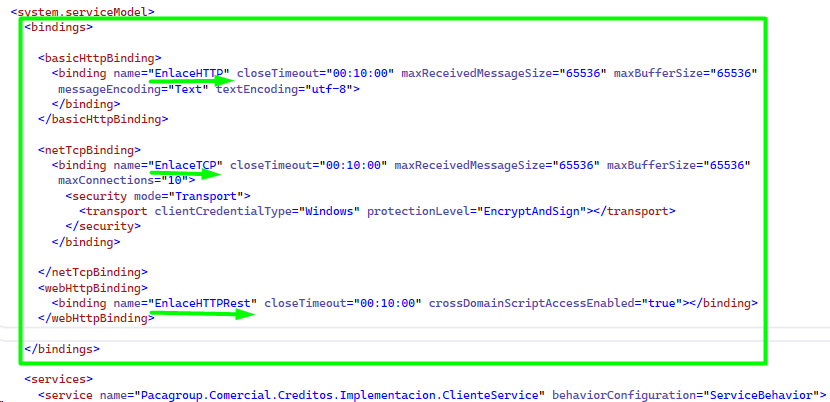 <system.serviceModel>
<bindings>
<basicHttpBinding>
<binding name="EnlaceHTTP" closeTimeout="00:10:00" maxReceivedMessageSize="65536" maxBufferSize="65536"
messageEncoding="Text" textEncoding="utf-8">
</binding>
</basicHttpBinding>
<netTcpBinding>
<binding name="EnlaceTCP" closeTimeout="00:10:00" maxReceivedMessageSize="65536" maxBufferSize="65536"
maxConnections="10">
<security mode="Transport">
<transport clientCredentialType="Windows" protectionLevel="EncryptAndSign"></transport>
</security>
</binding>
</netTcpBinding>
<webHttpBinding>
<binding name="EnlaceHTTPRest" closeTimeout="00:10:00" crossDomainScriptAccessEnabled="true"></binding>
</webHttpBinding>
</bindings>
<services>
<service name="Pacagroup.Comercial.Creditos.Implementacion.ClienteService" behaviorConfiguration="ServiceBehavior">